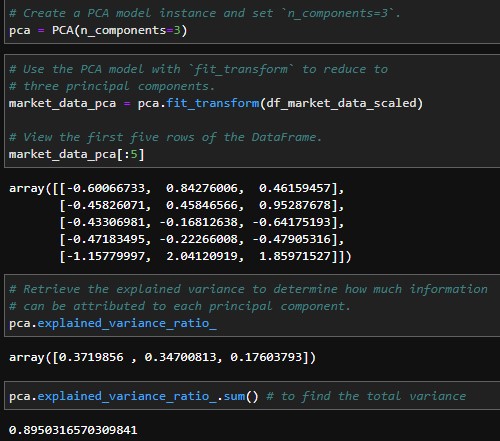 # Create a PCA model instance and set `n_components=3`.
pca = PCA(n_components=3)
# Use the PCA model with `fit_transform` to reduce to
# three principal components.
market_data_pca = pca.fit_transform(df_market_data_scaled)
# View the first five rows of the DataFrame.
market_data_pca[:5]
array([[-0.60066733, 0.84276006, 0.46159457],
[-0.45826071, 0.45846566, 0.95287678],
[-0.43306981, -0.16812638, -0.64175193],
[-0.47183495, -0.22266008, -0.47905316],
[-1.15779997, 2.04120919, 1.85971527]])
# Retrieve the explained variance to determine how much information
# can be attributed to each principal component.
pca.explained_variance_ratio_
array([0.3719856 , 0.34700813, 0.17603793])
pca.explained_variance_ratio_.sum() # to find the total variance
0.8950316570309841